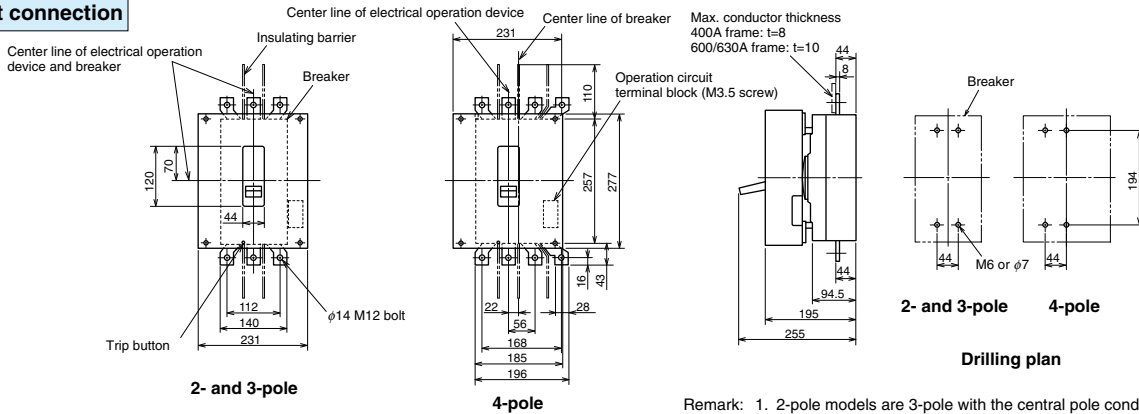 t connection
Center line of electrical operation
device and breaker
Insulating barrier
Breaker
120
70
44
112
140
231
φ14 M12 bolt
Trip button
2- and 3-pole
Center line of electrical operation device
Center line of breaker
231
110
Operation circuit
terminal block (M3.5 screw)
257
277
16
43
22
28
56
168
185
196
4-pole
Max. conductor thickness
400A frame: t=8
600/630A frame: t=10
44
8
44
94.5
195
255
Breaker
194
44
44
M6 or φ7
2- and 3-pole
4-pole
Drilling plan
Remark: 1. 2-pole models are 3-pole with the central pole cond